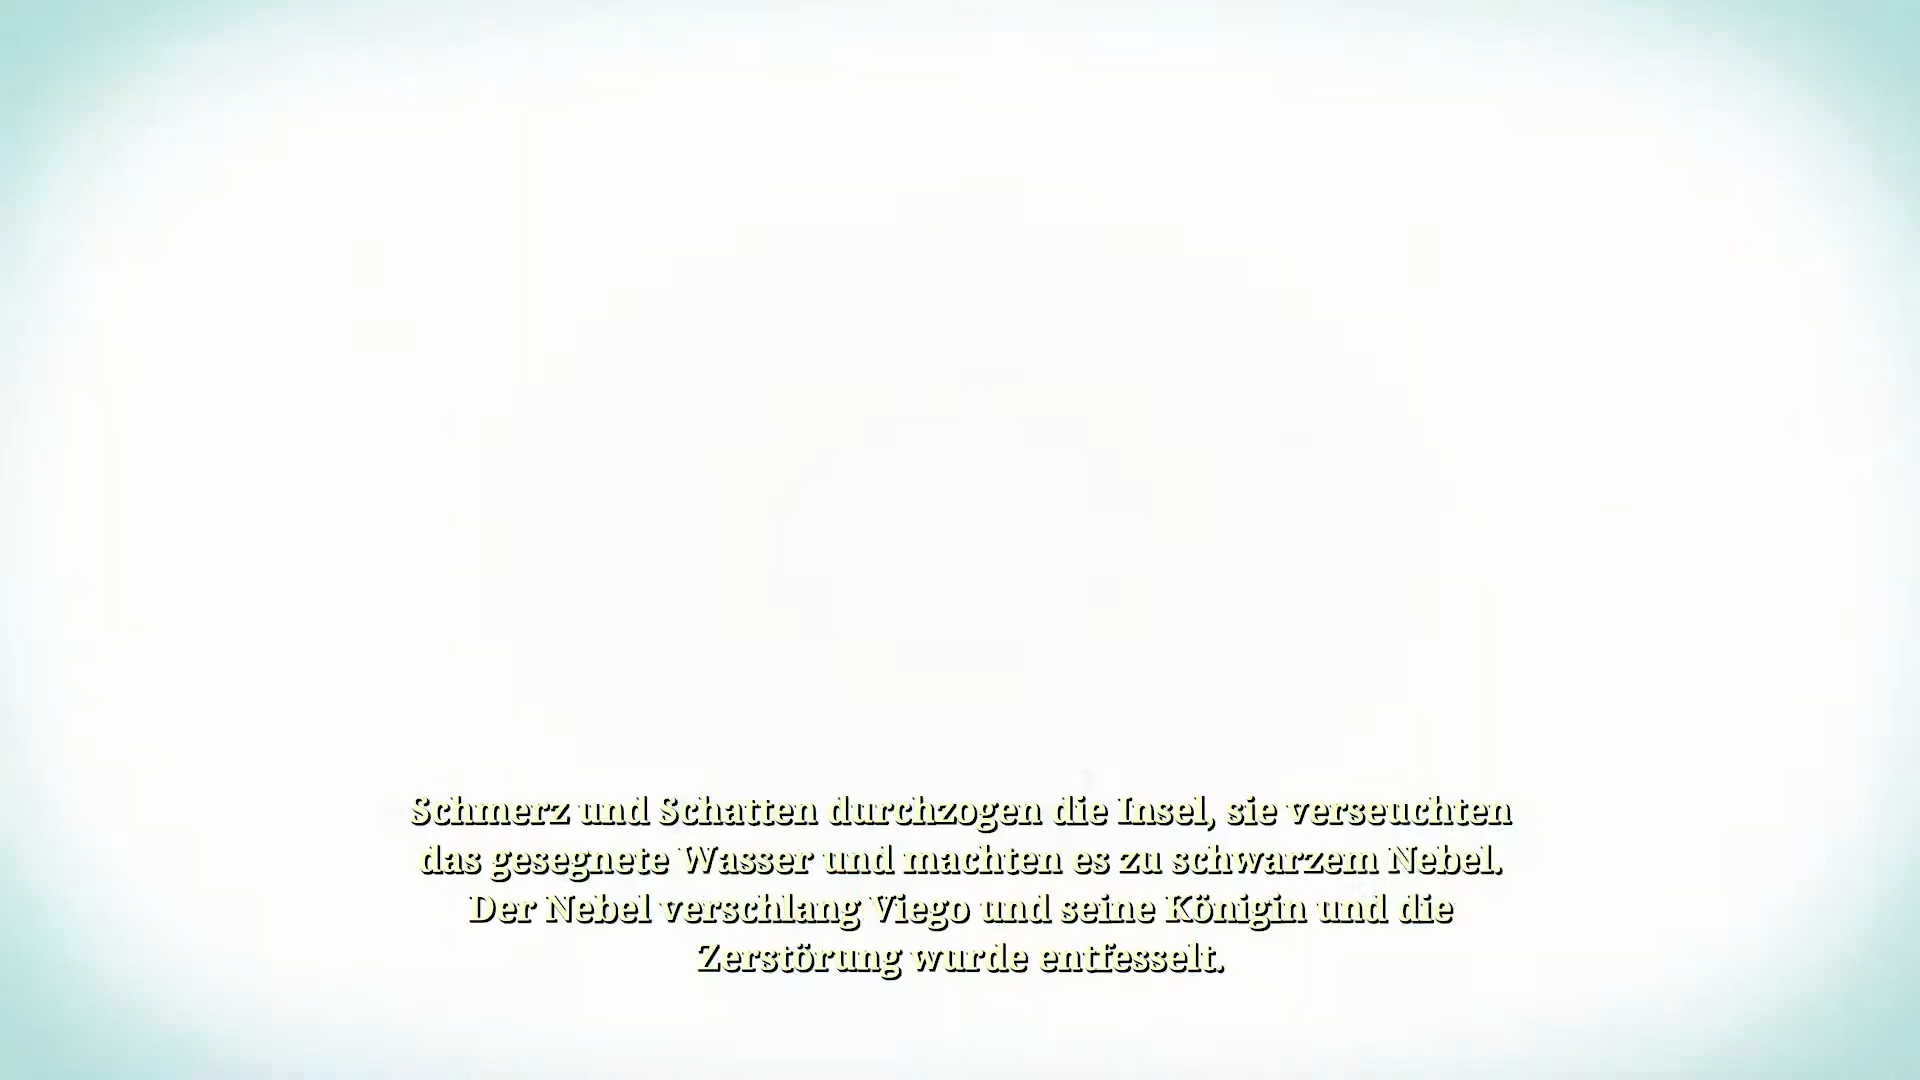 Schmerz und Schatten durchzogen die Insel, sie verseuchten
das gesegnete Wasser und machten es zu schwarzem Nebel.
Der Nebel verschlang Viego und seine Königin und die
Zerstörung wurde entfesselt.